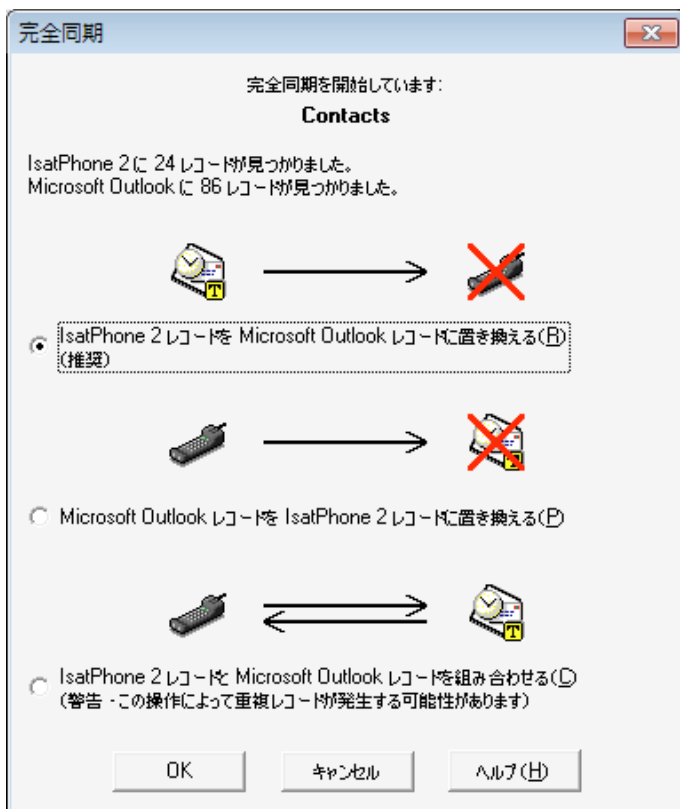 完全同期
完全同期を開始しています:
Contacts
IsatPhone 2 に 24 レコードが見つかりました。
Microsoft Outlook に 86 レコードが見つかりました。
T
IsatPhone 2 レコードを Microsoft Outlook レコードに置き換える(R)
(推奨)
T
Microsoft Outlook レコードを IsatPhone 2 レコードに置き換える(P)
T
IsatPhone 2 レコードと Microsoft Outlook レコードを組み合わせる(C)
(警告 - この操作によって重複レコードが発生する可能性があります)
OK キャンセル ヘルプ(H)